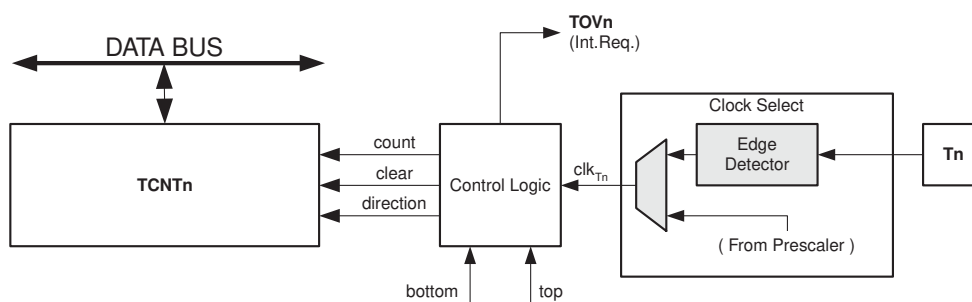 TOVn
(Int.Req.)
DATA BUS
Clock Select
TCNTn
count
clear
direction
Control Logic
clkTn
Edge
Detector
Tn
( From Prescaler )
bottom
top